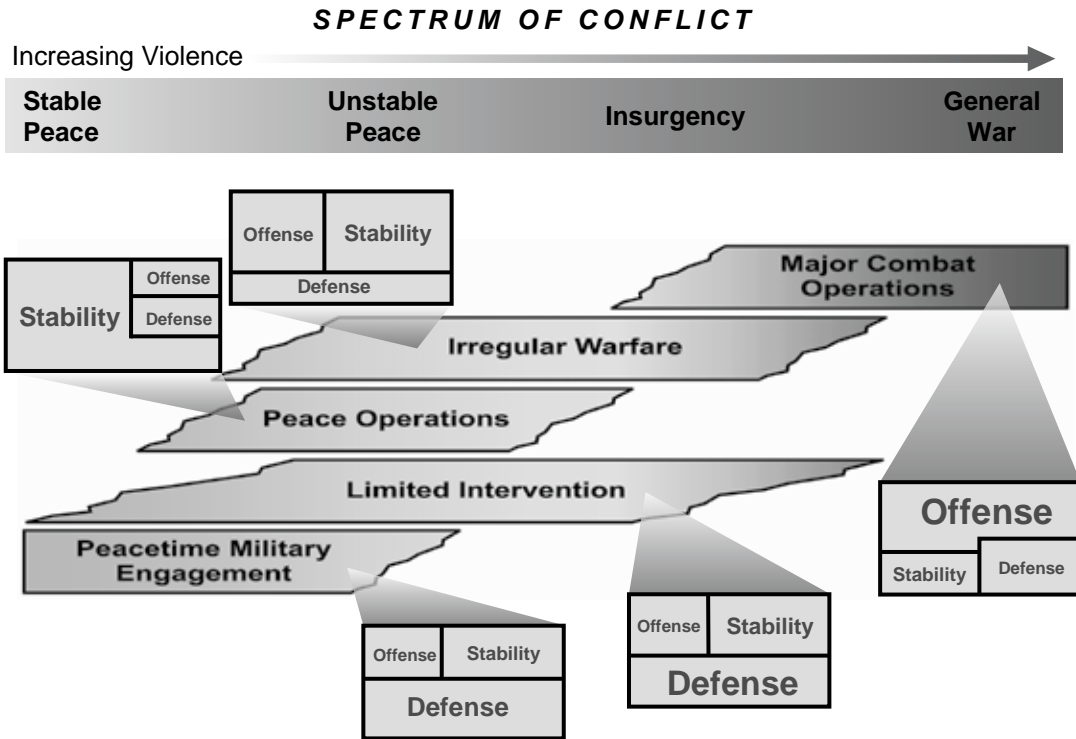 SPECTRUM OF CONFLICT
Increasing Violence
Stable
Peace
Unstable
Peace
Insurgency
General
War
Offense
Stability
Defense
Stability
Offense
Defense
Major Combat
Operations
Irregular Warfare
Peace Operations
Limited Intervention
Peacetime Military
Engagement
Offense
Stability
Defense
Offense
Stability
Defense
Offense
Stability
Defense